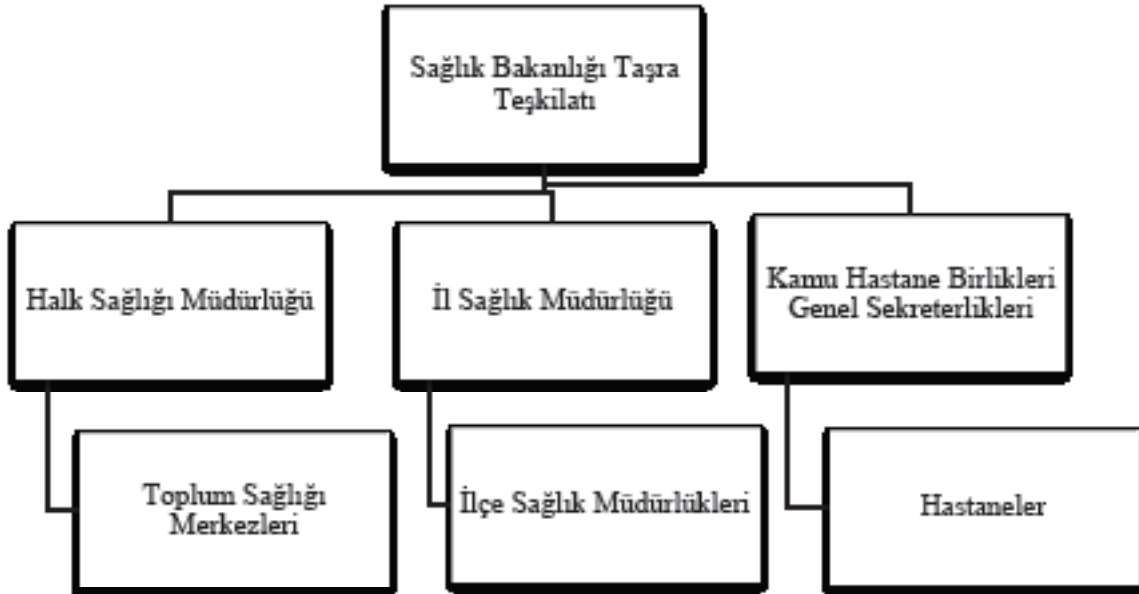 Sağlık Bakanlığı Taşra
Teşkilatı
Halk Sağlığı Müdürlüğü
İl Sağlık Müdürlüğü
Kamu Hastane Birlikleri
Genel Sekreterlikleri
Toplum Sağlığı
Merkezleri
İlçe Sağlık Müdürlükleri
Hastaneler